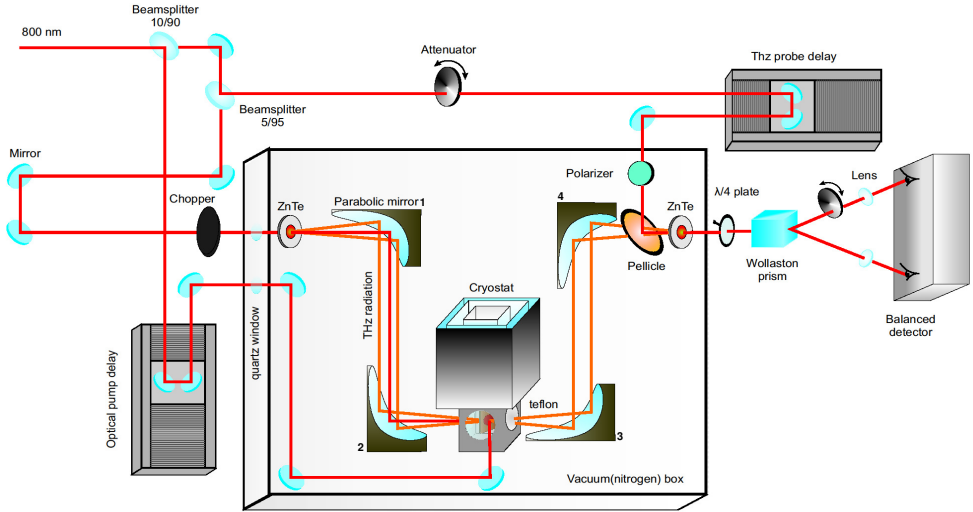 Beamsplitter
10/90
800 nm
Attenuator
Thz probe delay
Beamsplitter
5/95
Mirror
Chopper
ZnTe
Parabolic mirror 1
4
Polarizer
ZnTe
λ/4 plate
Lens
Pellicle
Wollaston
prism
Balanced
detector
THz radiation
Cryostat
quartz window
Optical pump delay
teflon
2
3
Vacuum(nitrogen) box